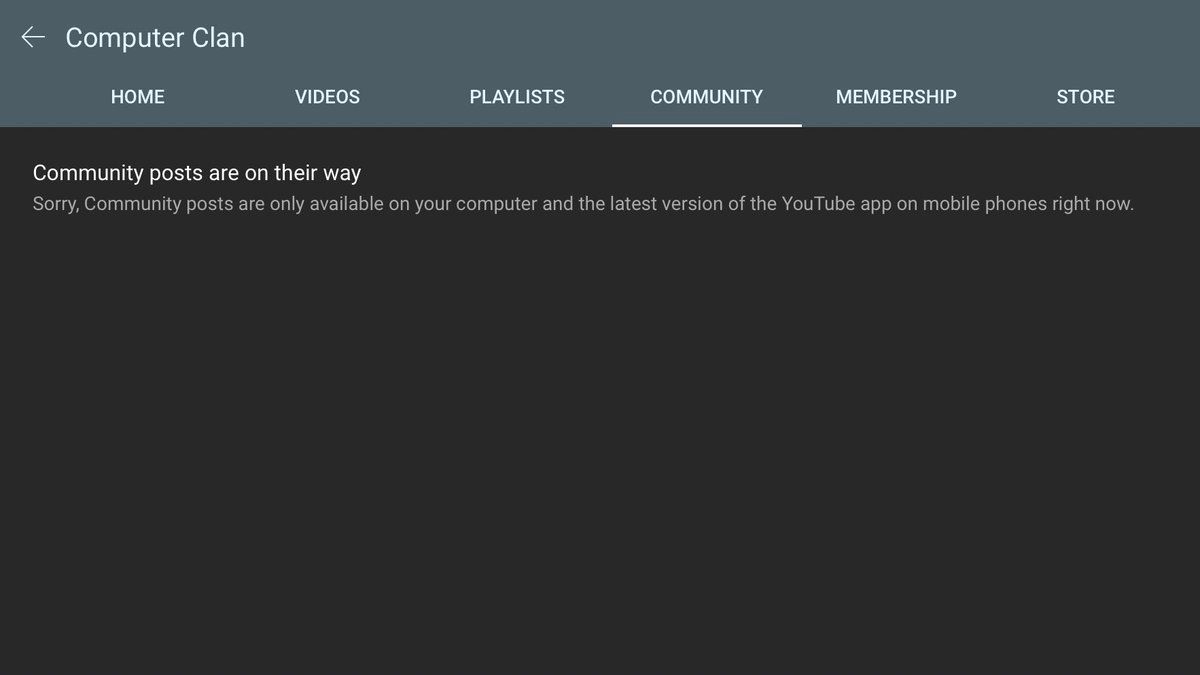 Computer Clan
HOME VIDEOS PLAYLISTS COMMUNITY MEMBERSHIP STORE
Community posts are on their way
Sorry, Community posts are only available on your computer and the latest version of the YouTube app on mobile phones right now.